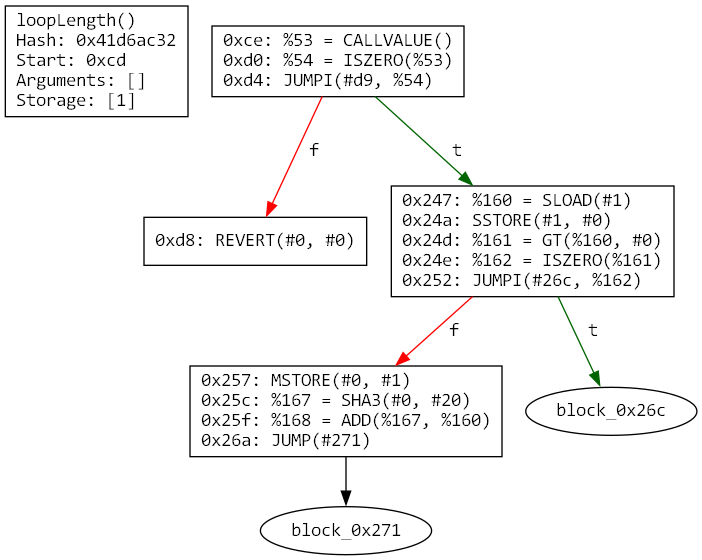 loopLength()
Hash: 0x41d6ac32
Start: 0xcd
Arguments: []
Storage: [1]
0xce: %53 = CALLVALUE()
0xd0: %54 = ISZERO(%53)
0xd4: JUMPI(#d9, %54)
f
t
0xd8: REVERT(#0, #0)
0x247: %160 = SLOAD(#1)
0x24a: SSTORE(#1, #0)
0x24d: %161 = GT(%160, #0)
0x24e: %162 = ISZERO(%161)
0x252: JUMPI(#26c, %162)
f
t
0x257: MSTORE(#0, #1)
0x25c: %167 = SHA3(#0, #20)
0x25f: %168 = ADD(%167, %160)
0x26a: JUMP(#271)
block_0x26c
block_0x271